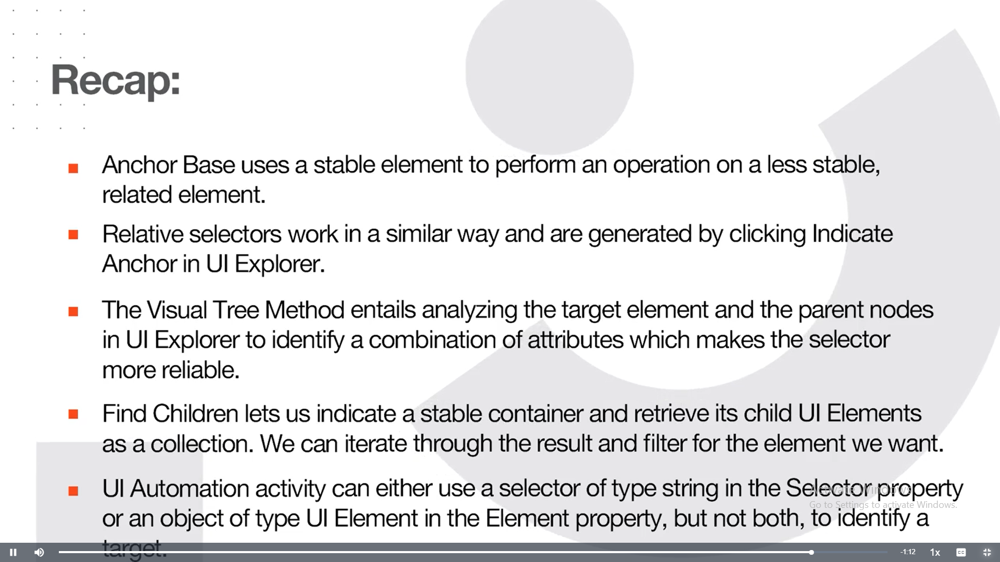 Recap:
Anchor Base uses a stable element to perform an operation on a less stable,
related element.
Relative selectors work in a similar way and are generated by clicking Indicate
Anchor in UI Explorer.
The Visual Tree Method entails analyzing the target element and the parent nodes
in UI Explorer to identify a combination of attributes which makes the selector
more reliable.
Find Children lets us indicate a stable container and retrieve its child UI Elements
as a collection. We can iterate through the result and filter for the element we want.
UI Automation activity can either use a selector of type string in the Selector property
Activate Windows
Go to Settings to activate Windows.
or an object of type UI Element in the Element property, but not both, to identify a
target.
-1:12
1x
CC